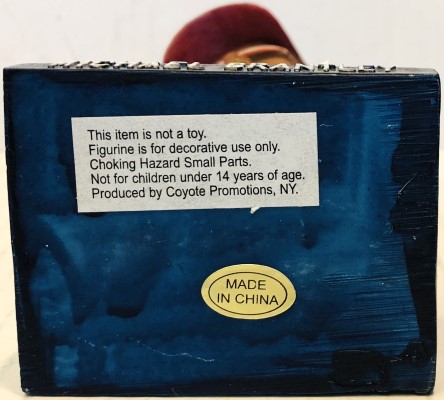 This item is not a toy.
Figurine is for decorative use only.
Choking Hazard Small Parts.
Not for children under 14 years of age.
Produced by Coyote Promotions, NY.
MADE
IN CHINA